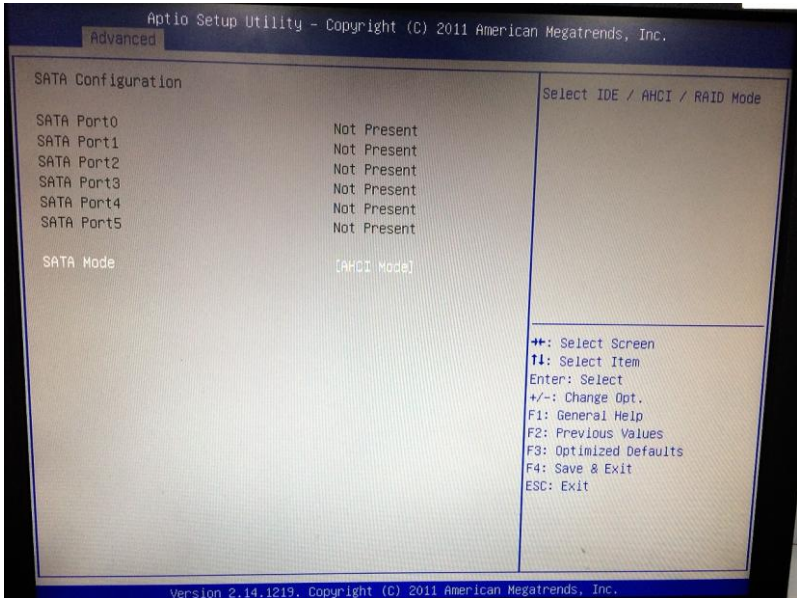 Aptio Setup Utility – Copyright (C) 2011 American Megatrends, Inc.
Advanced
SATA Configuration
SATA Port0 Not Present
SATA Port1 Not Present
SATA Port2 Not Present
SATA Port3 Not Present
SATA Port4 Not Present
SATA Port5 Not Present
SATA Mode [AHCI Mode]
Select IDE / AHCI / RAID Mode
→←: Select Screen
↑↓: Select Item
Enter: Select
+/-: Change Opt.
F1: General Help
F2: Previous Values
F3: Optimized Defaults
F4: Save & Exit
ESC: Exit
Version 2.14.1219. Copyright (C) 2011 American Megatrends, Inc.